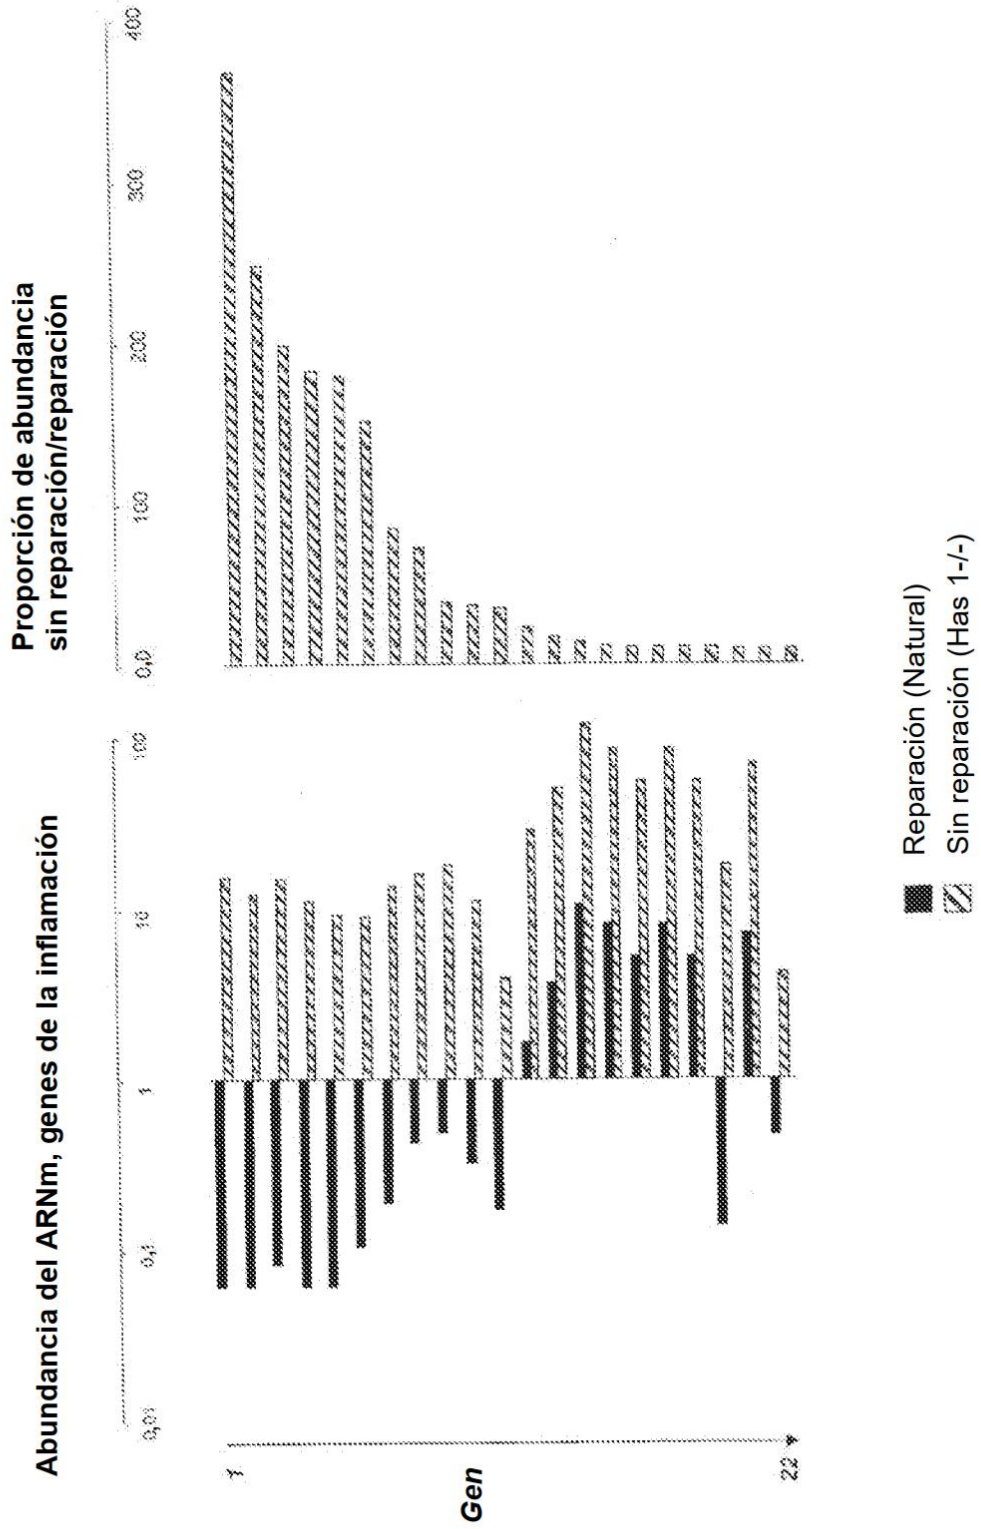 Abundancia del ARNm, genes de la inflamación
0,01
0,1
1
10
100
Proporción de abundancia
sin reparación/reparación
0,0
100
200
300
400
Gen
1
22
Reparación (Natural)
Sin reparación (Has 1-/-)